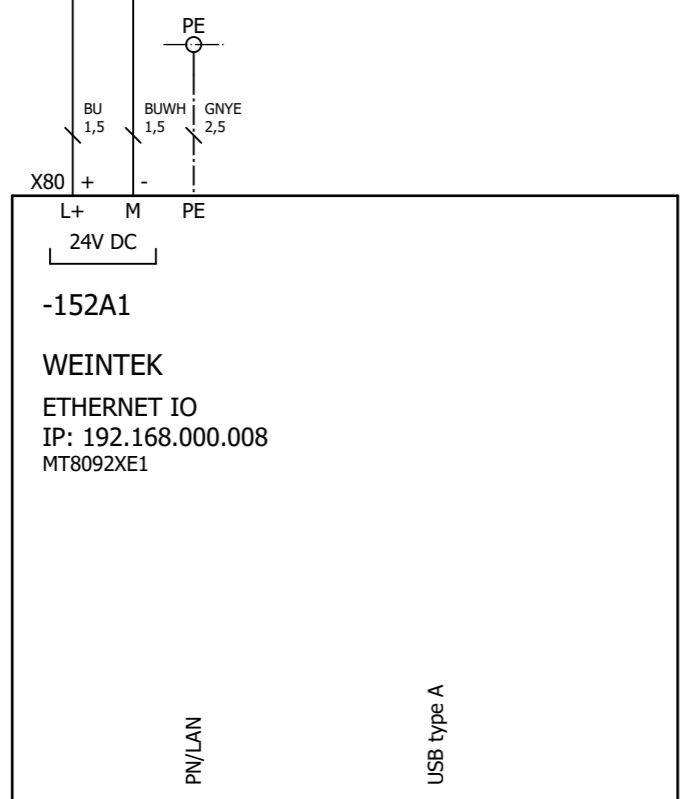 PE
BU BUWH GNYE
1,5 1,5 2,5
X80 + -
L+ M PE
24V DC
-152A1
WEINTEK
ETHERNET IO
IP: 192.168.000.008
MT8092XE1
PN/LAN
USB type A